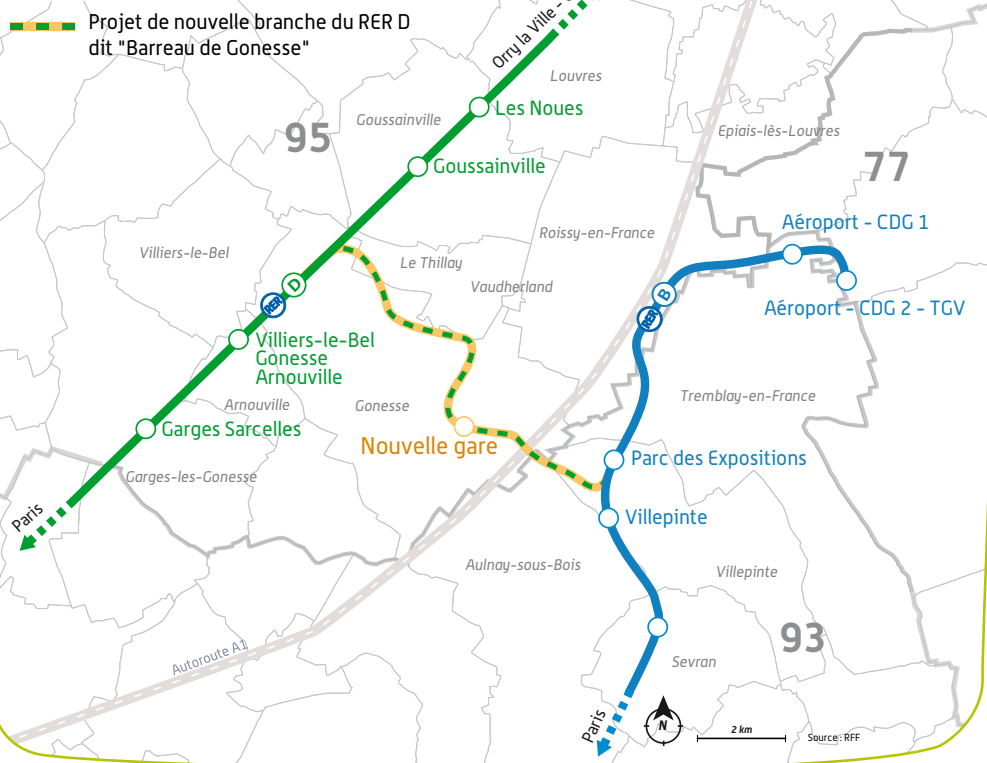 Projet de nouvelle branche du RER D
dit "Barreau de Gonesse"
Orry la Ville -
Louvres
Les Noues
Goussainville
95
Epiais-lès-Louvres
77
Goussainville
Aéroport - CDG 1
Roissy-en-France
Villiers-le-Bel
Le Thillay
Vaudherland
D
RER
B
RER
Aéroport - CDG 2 - TGV
Villiers-le-Bel
Gonesse
Arnouville
Tremblay-en-France
Arnouville
Gonesse
Garges Sarcelles
Nouvelle gare
Parc des Expositions
Garges-les-Gonesse
Paris
Villepinte
Aulnay-sous-Bois
Villepinte
93
Autoroute A1
Sevran
Paris
N
2 km
Source : RFF